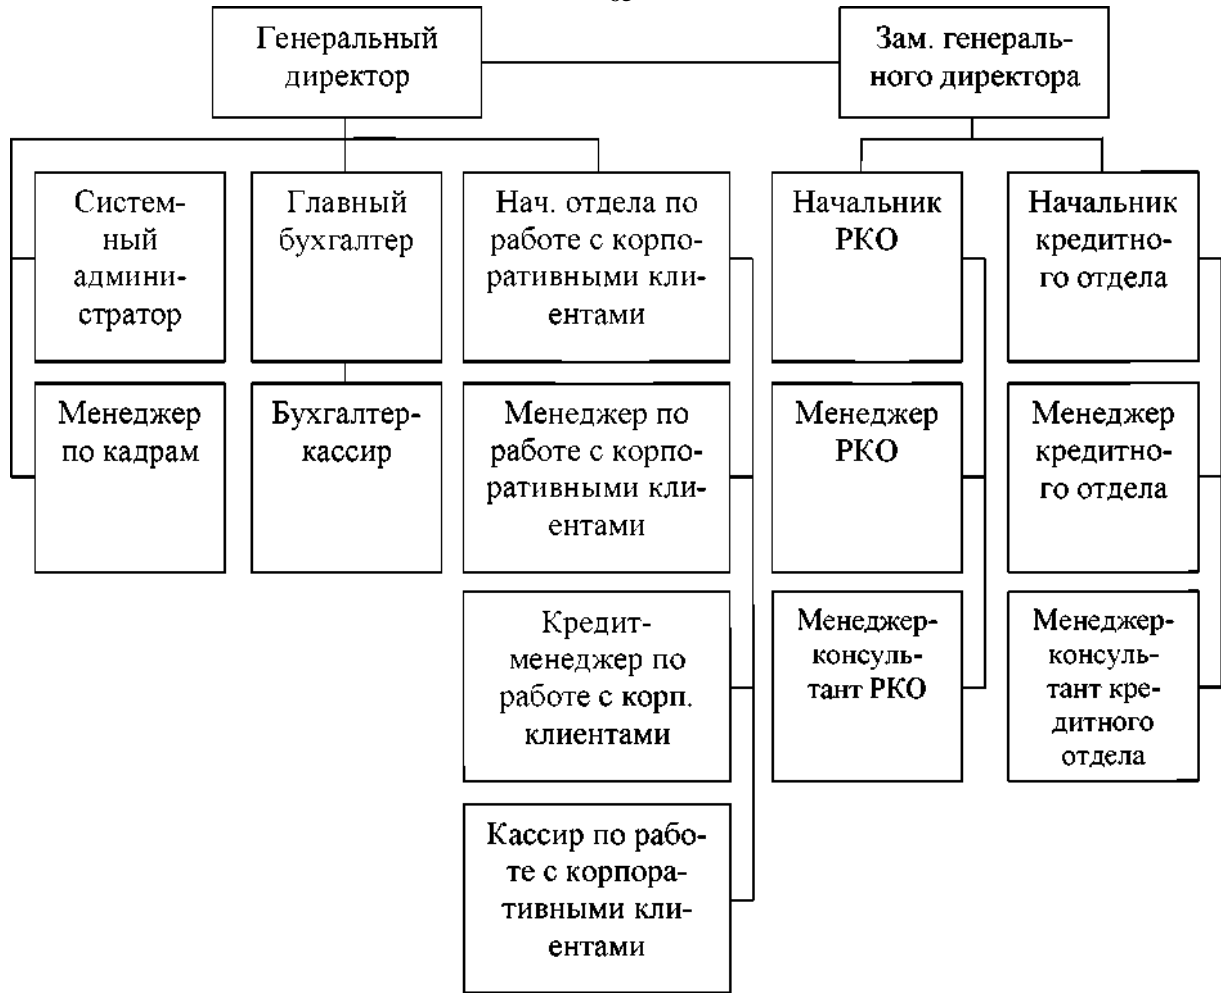 Генеральный
директор
Зам. генераль-
ного директора
Систем-
ный
админи-
стратор
Главный
бухгалтер
Нач. отдела по
работе с корпо-
ративными кли-
ентами
Начальник
РКО
Начальник
кредитно-
го отдела
Менеджер
по кадрам
Бухгалтер-
кассир
Менеджер по
работе с корпо-
ративными кли-
ентами
Менеджер
РКО
Менеджер
кредитно-
го отдела
Кредит-
менеджер по
работе с корп.
клиентами
Менеджер-
консуль-
тант РКО
Менеджер-
консуль-
тант кре-
дитного
отдела
Кассир по рабо-
те с корпора-
тивными кли-
ентами